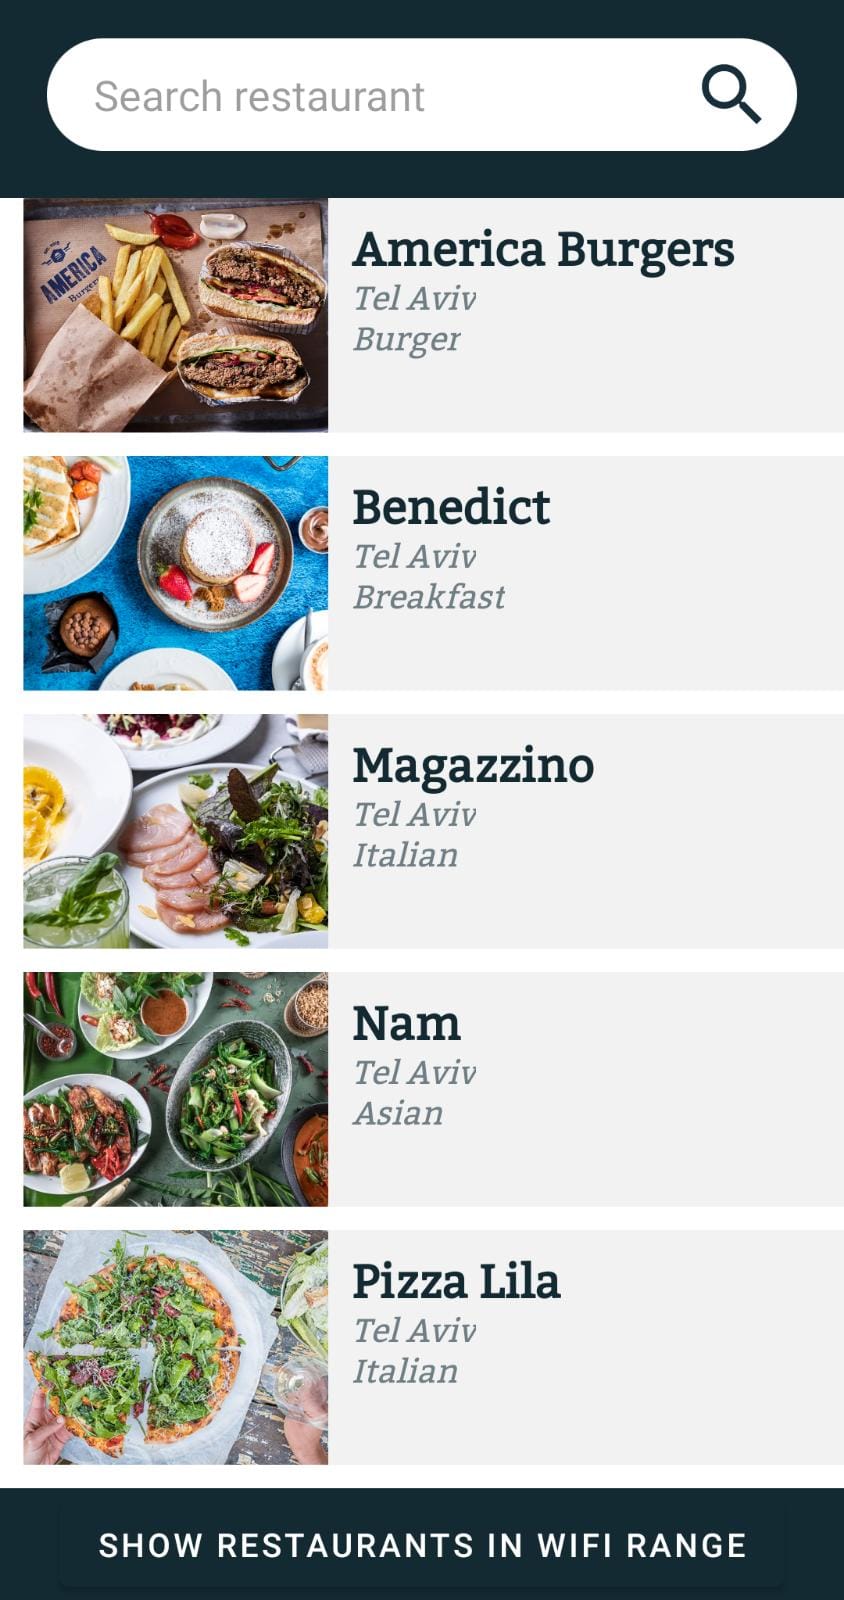 Search restaurant
AMERICA
Burgers
America Burgers
Tel Aviv
Burger
Benedict
Tel Aviv
Breakfast
Magazzino
Tel Aviv
Italian
Nam
Tel Aviv
Asian
Pizza Lila
Tel Aviv
Italian
SHOW RESTAURANTS IN WIFI RANGE